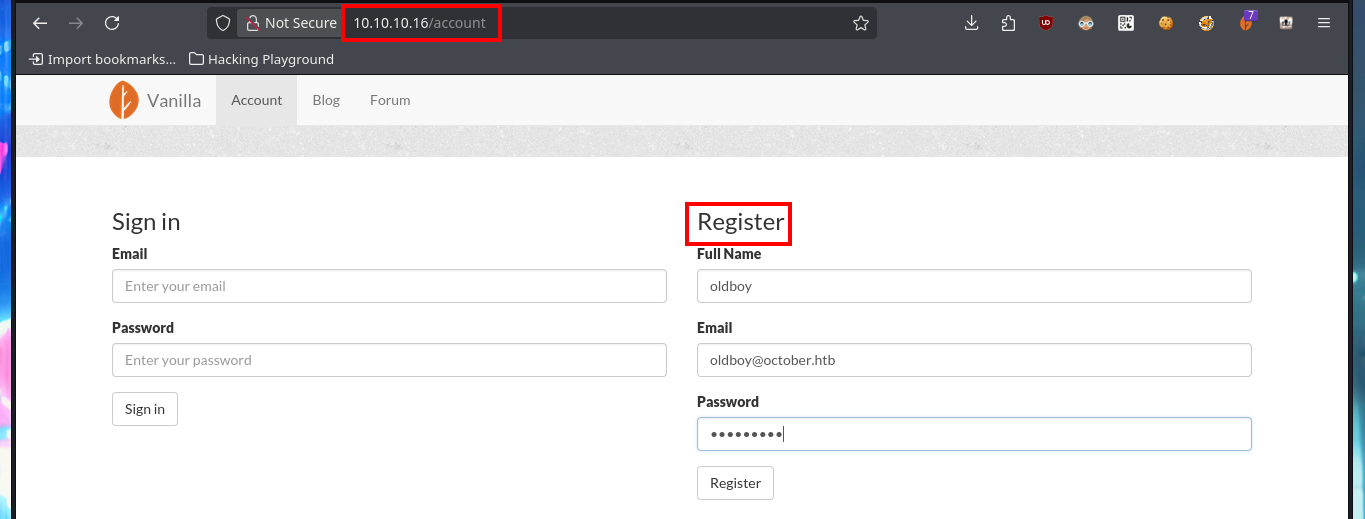 Not Secure 10.10.10.16/account
7
Import bookmarks... Hacking Playground
Vanilla Account Blog Forum
Sign in
Email
Enter your email
Password
Enter your password
Sign in
Register
Full Name
oldboy
Email
oldboy@october.htb
Password
•••••••••
Register